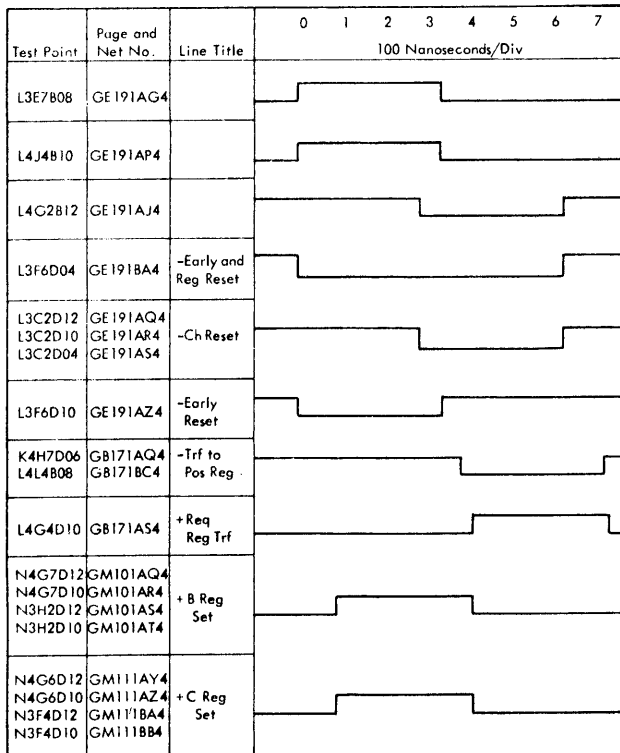 0 1 2 3 4 5 6 7
Test Point Page and Net No. Line Title 100 Nanoseconds/Div
L3E7B08 GE191AG4
L4J4B10 GE191AP4
L4G2B12 GE191AJ4
L3F6D04 GE191BA4 -Early and Reg Reset
L3C2D12 GE191AQ4
L3C2D10 GE191AR4 -Ch Reset
L3C2D04 GE191AS4
L3F6D10 GE191AZ4 -Early Reset
K4H7D06 GB171AQ4 -Trf to
L4L4B08 GB171BC4 Pos Reg
L4G4D10 GB171AS4 +Req Reg Trf
N4G7D12 GM101AQ4
N4G7D10 GM101AR4 +B Reg
N3H2D12 GM101AS4 Set
N3H2D10 GM101AT4
N4G6D12 GM111AY4
N4G6D10 GM111AZ4 +C Reg
N3F4D12 GM111BA4 Set
N3F4D10 GM111BB4